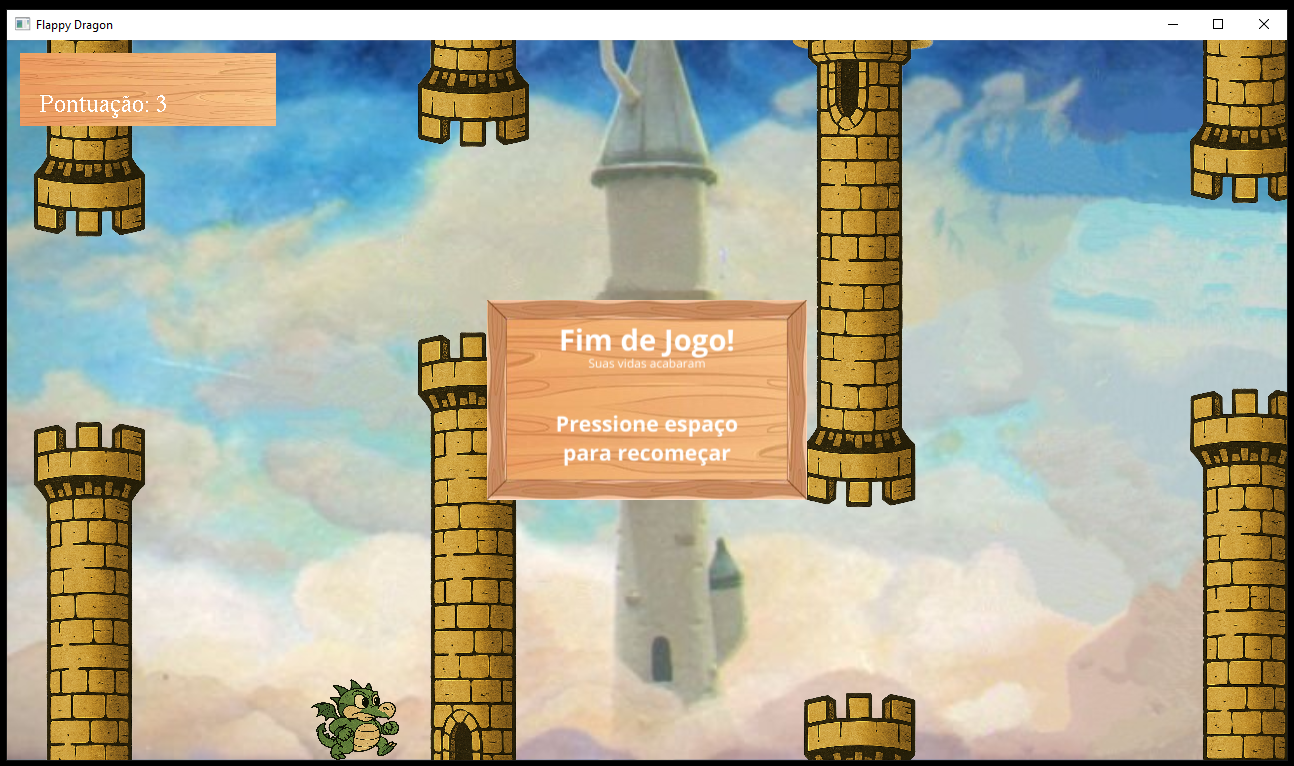 Flappy Dragon
Pontuação: 3
Fim de Jogo!
Suas vidas acabaram
Pressione espaço
para recomeçar